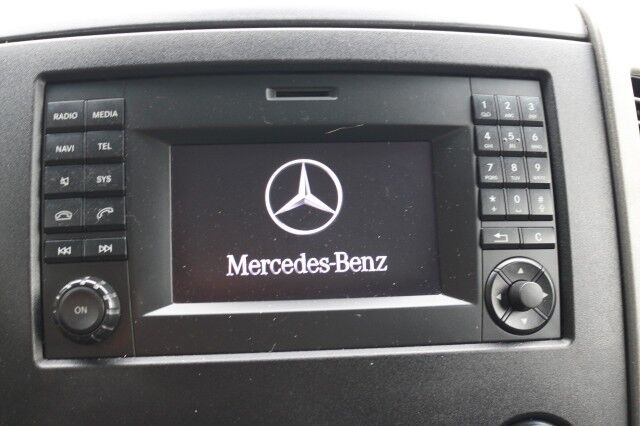 RADIO MEDIA
NAVI TEL
SYS
ON
Mercedes-Benz
1 2 3
4 5 6
7 8 9
* 0 #
C